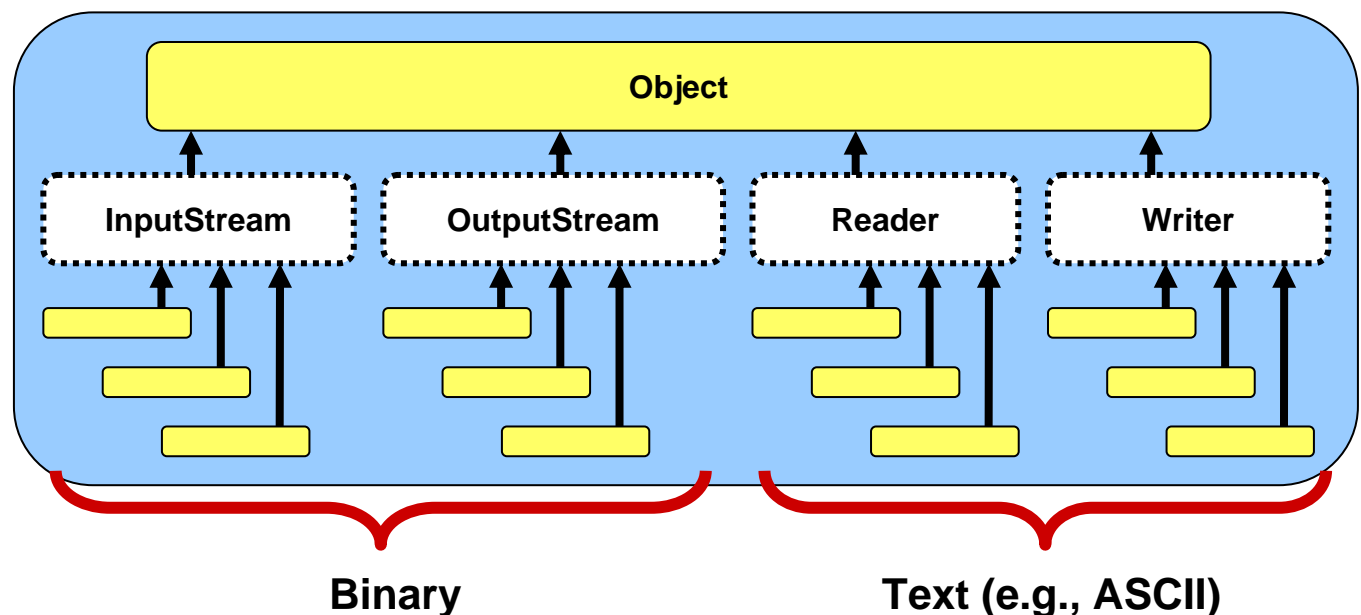 Object
InputStream
OutputStream
Reader
Writer
Binary
Text (e.g., ASCII)